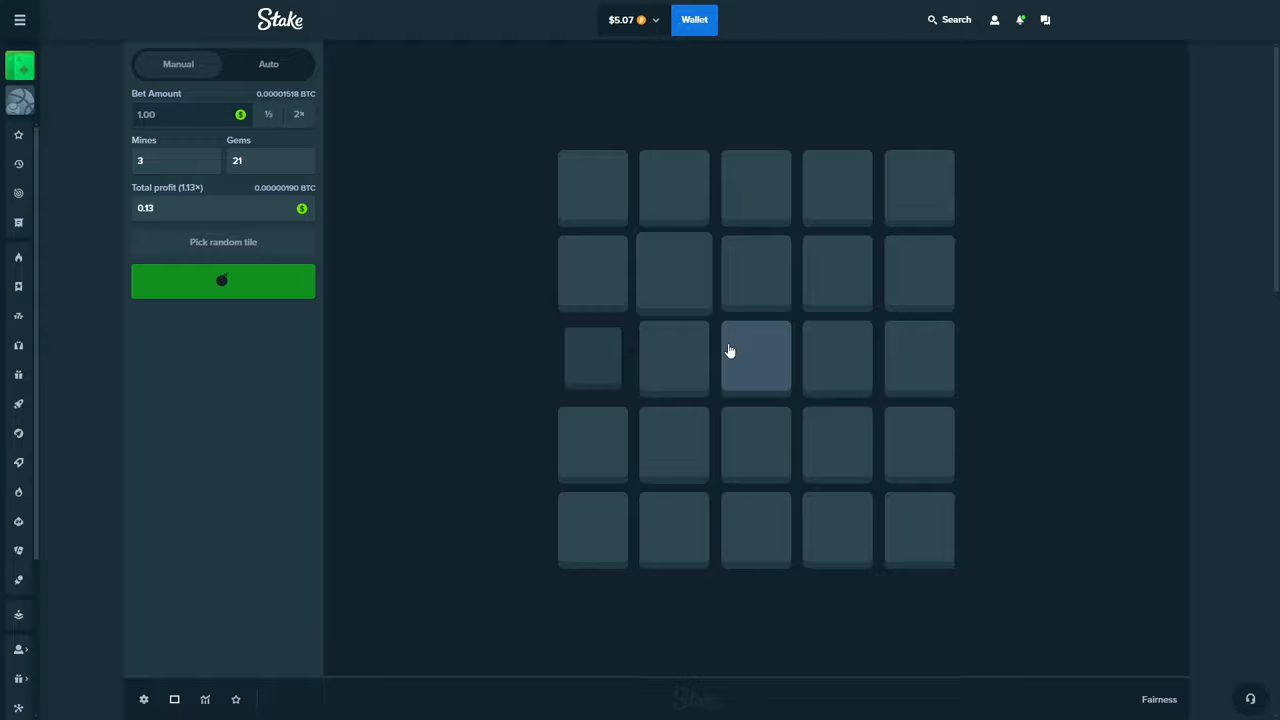 Stake
$5.07
Wallet
Search
Manual
Auto
Bet Amount
0.00001518 BTC
1.00
½
2×
Mines
Gems
3
21
Total profit (1.13×)
0.00000190 BTC
0.13
Pick random tile
Stake
Fairness